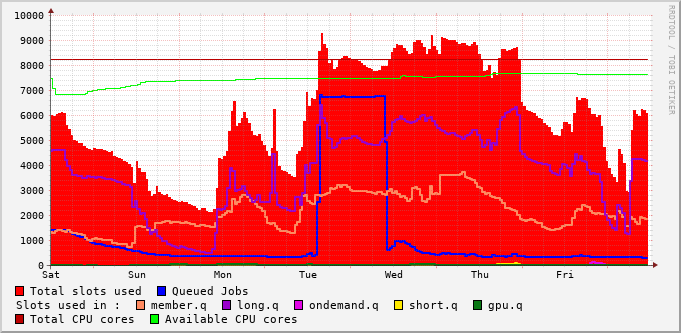 10000
9000
8000
7000
6000
5000
4000
3000
2000
1000
0
Sat Sun Mon Tue Wed Thu Fri
RRDTOOL / TOBI OETIKER
Total slots used Queued Jobs
Slots used in : member.q long.q ondemand.q short.q gpu.q
Total CPU cores Available CPU cores